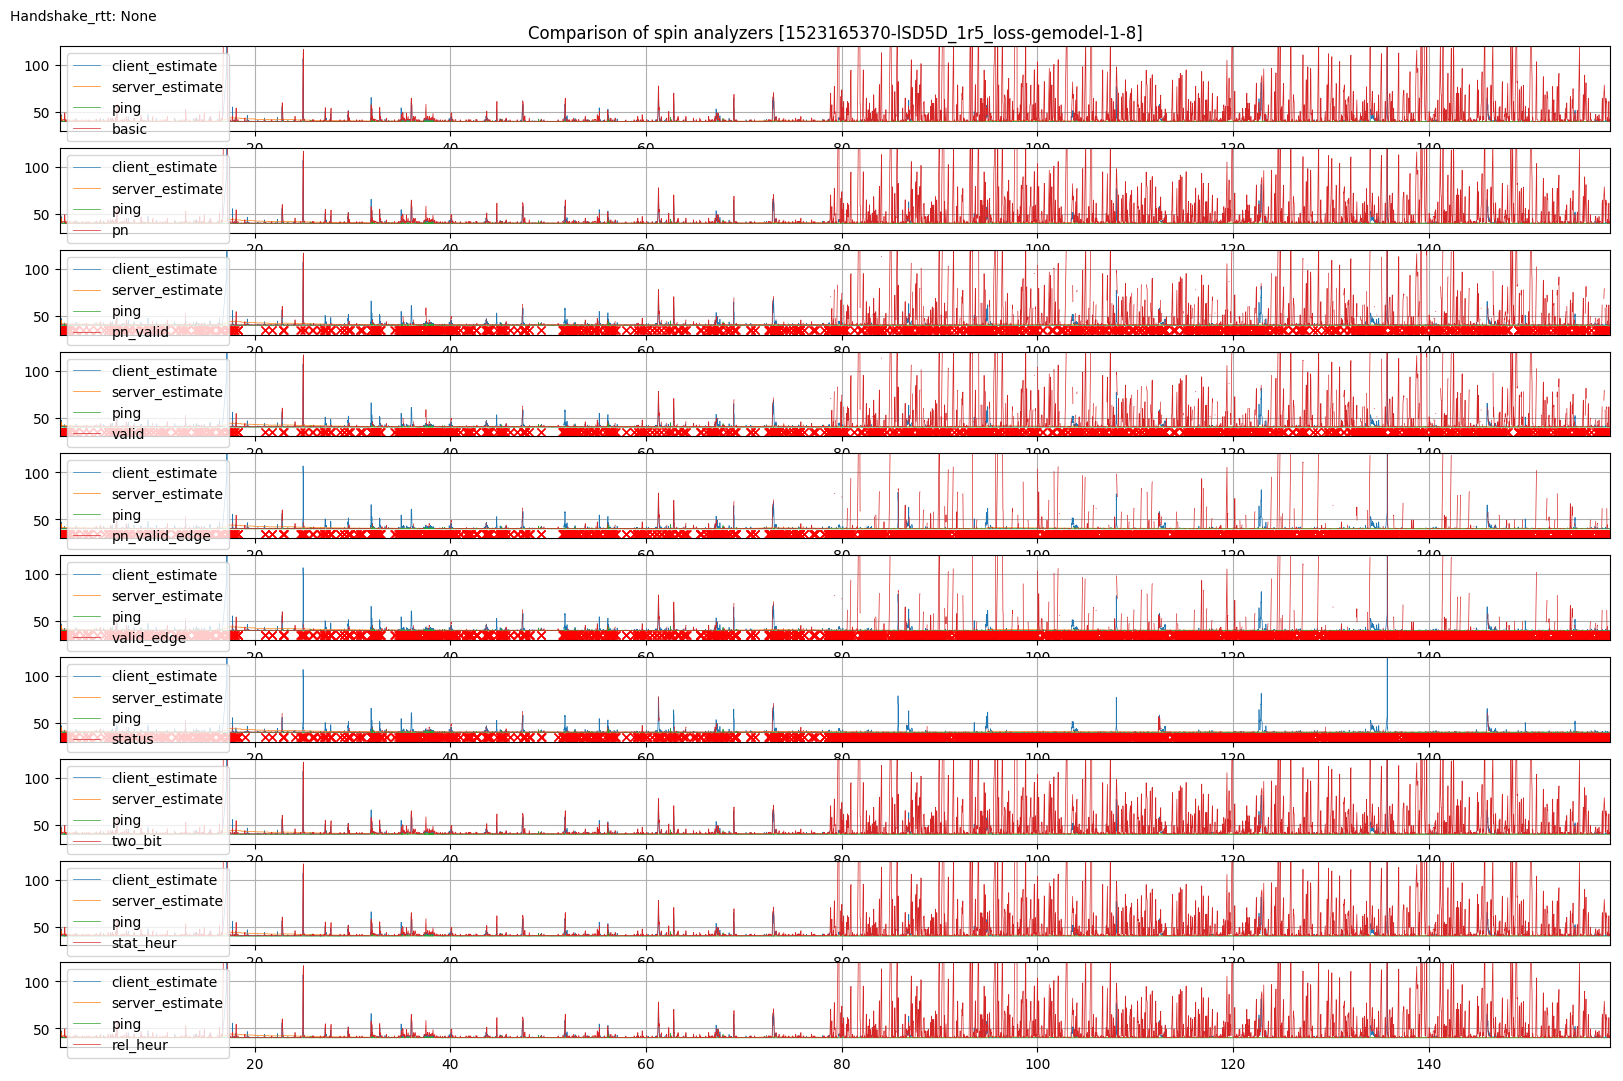 Handshake_rtt: None
Comparison of spin analyzers [1523165370-lSD5D_1r5_loss-gemodel-1-8]
100
50
client_estimate
server_estimate
ping
basic
20 40 60 80 100 120 140
100
50
client_estimate
server_estimate
ping
pn
20 40 60 80 100 120 140
100
50
client_estimate
server_estimate
ping
pn_valid
20 40 60 80 100 120 140
100
50
client_estimate
server_estimate
ping
valid
20 40 60 80 100 120 140
100
50
client_estimate
server_estimate
ping
pn_valid_edge
20 40 60 80 100 120 140
100
50
client_estimate
server_estimate
ping
valid_edge
20 40 60 80 100 120 140
100
50
client_estimate
server_estimate
ping
status
20 40 60 80 100 120 140
100
50
client_estimate
server_estimate
ping
two_bit
20 40 60 80 100 120 140
100
50
client_estimate
server_estimate
ping
stat_heur
20 40 60 80 100 120 140
100
50
client_estimate
server_estimate
ping
rel_heur
20 40 60 80 100 120 140